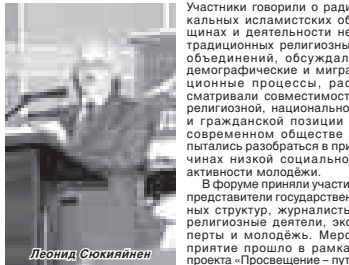 Участники говорили о ради
кальных исламистских об
щинах и деятельности не
традиционных религиозны
объединений, обсуждал
демографические и мигра
ционные процессы, рас
сматривали совместимост
религиозной, национально
и гражданской позиции
современном обществе
пытались разобраться в при
чинах низкой социально
активности молодёжи.
В форуме приняли участи
представители государствен
ных структур, журналисть
религиозные деятели, экс
перты и молодёжь. Меро
приятие прошло в рамка
проекта «Просвещение – пут
Леонид Сюкияйнен